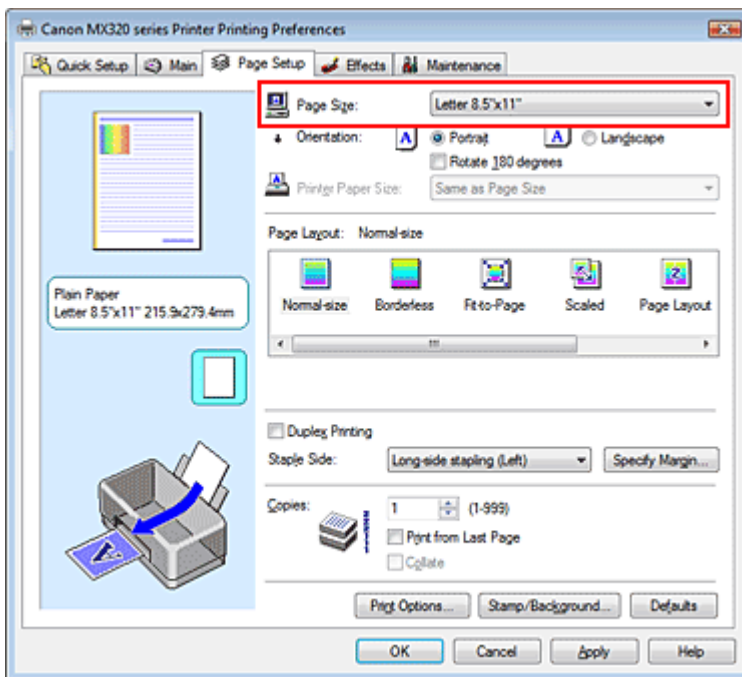 Canon MX320 series Printer Printing Preferences
Quick Setup Main Page Setup Effects Maintenance
Page Size: Letter 8.5"x11"
Orientation: A Portrait A Landscape
Rotate 180 degrees
Printer Paper Size: Same as Page Size
Page Layout: Normal-size
Normal-size Borderless Fit-to-Page Scaled Page Layout
Plain Paper
Letter 8.5"x11" 215.9x279.4mm
Duplex Printing
Staple Side: Long-side stapling (Left) Specify Margin...
Copies: 1 (1-999)
Print from Last Page
Collate
Print Options... Stamp/Background... Defaults
OK Cancel Apply Help